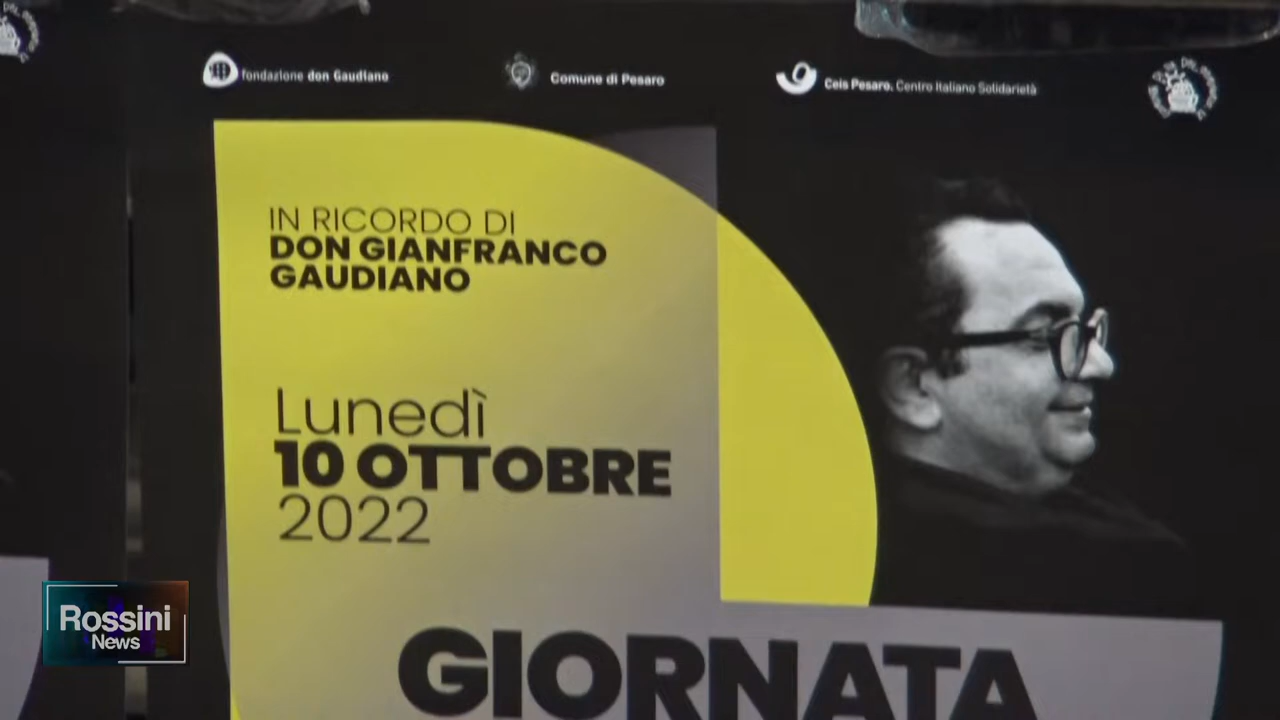 fondazione don Gaudiano
Comune di Pesaro
Ceis Pesaro. Centro Italiano Solidarietà
IN RICORDO DI
DON GIANFRANCO
GAUDIANO
Lunedì
10 OTTOBRE
2022
GIORNATA
Rossini
News